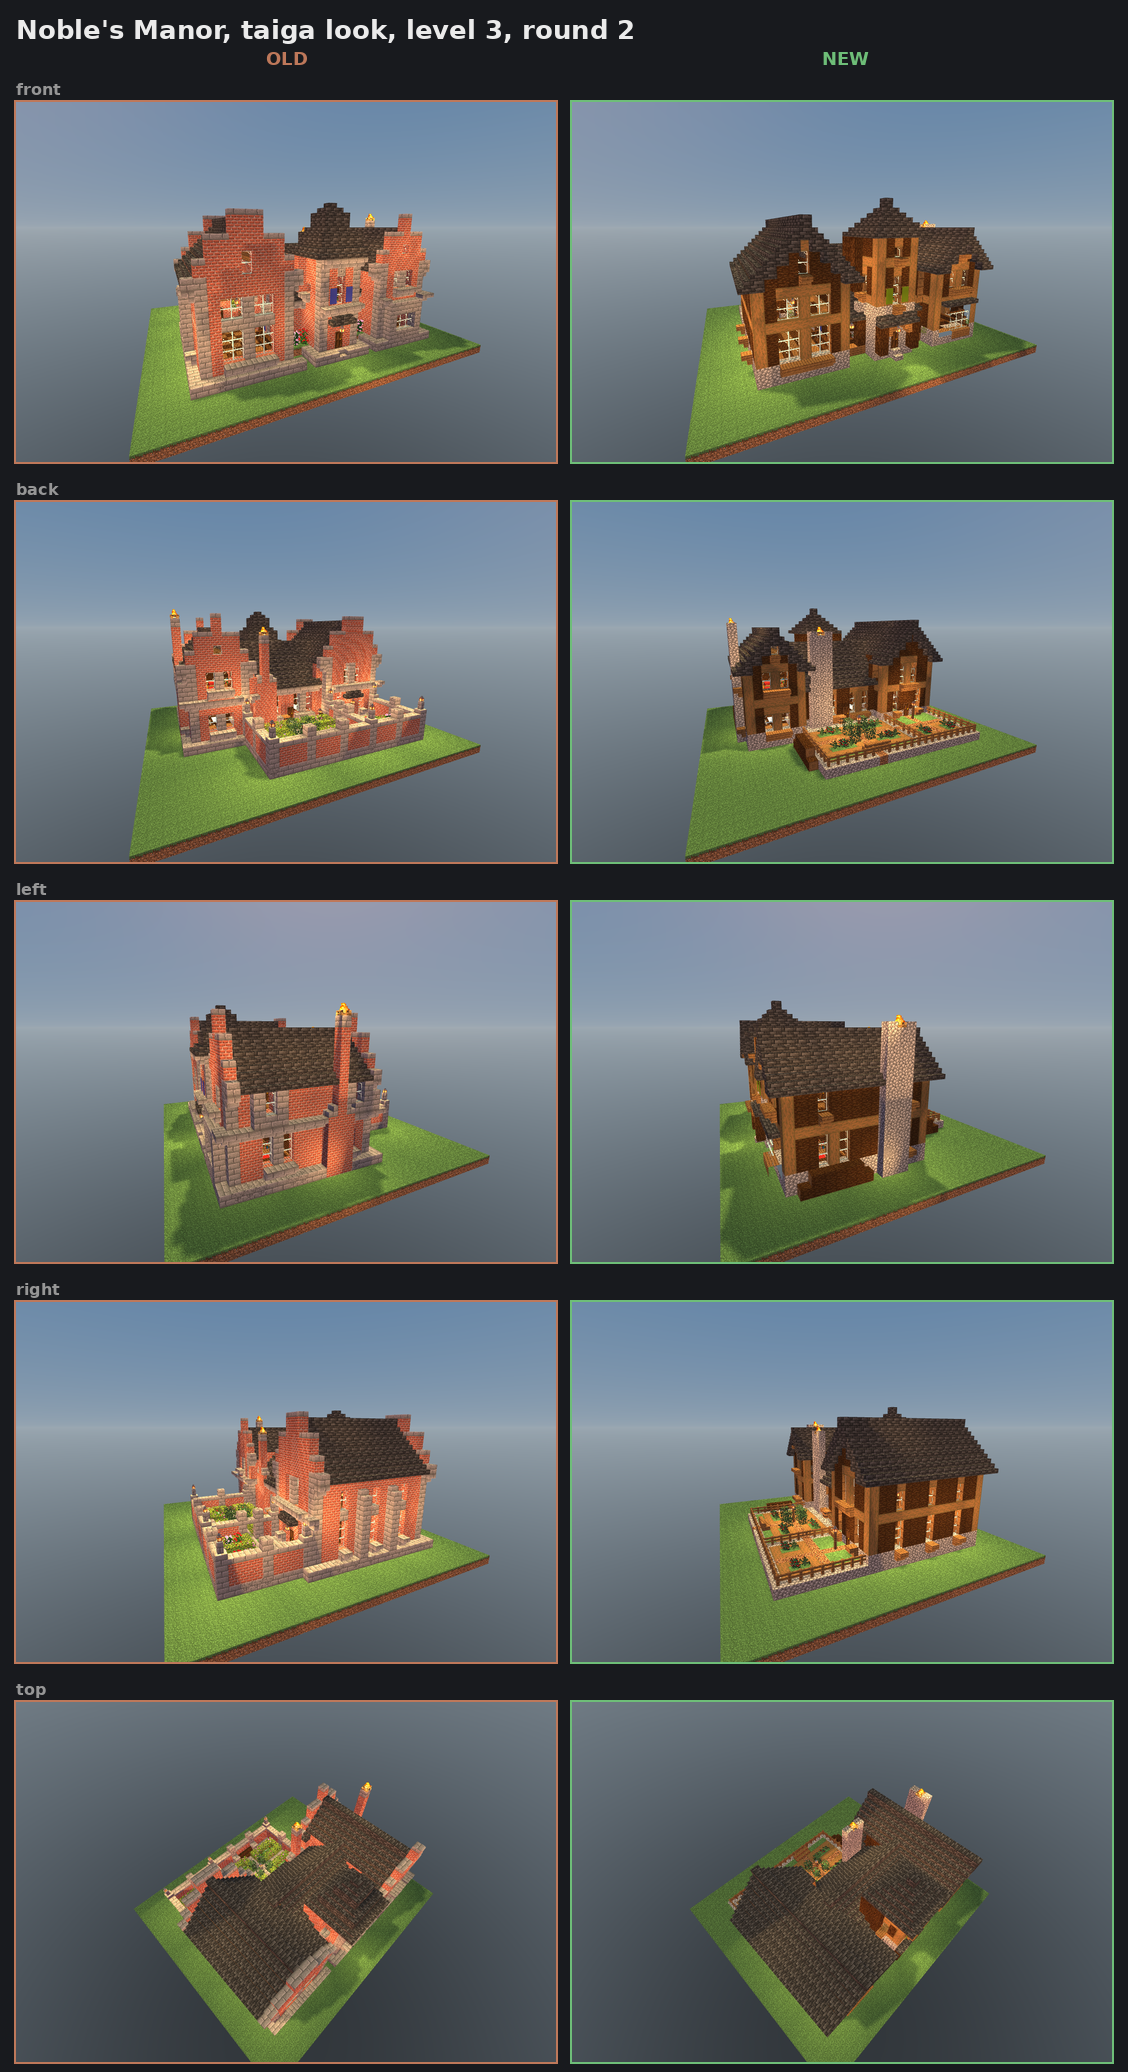 Noble's Manor, taiga look, level 3, round 2
OLD NEW
front
back
left
right
top